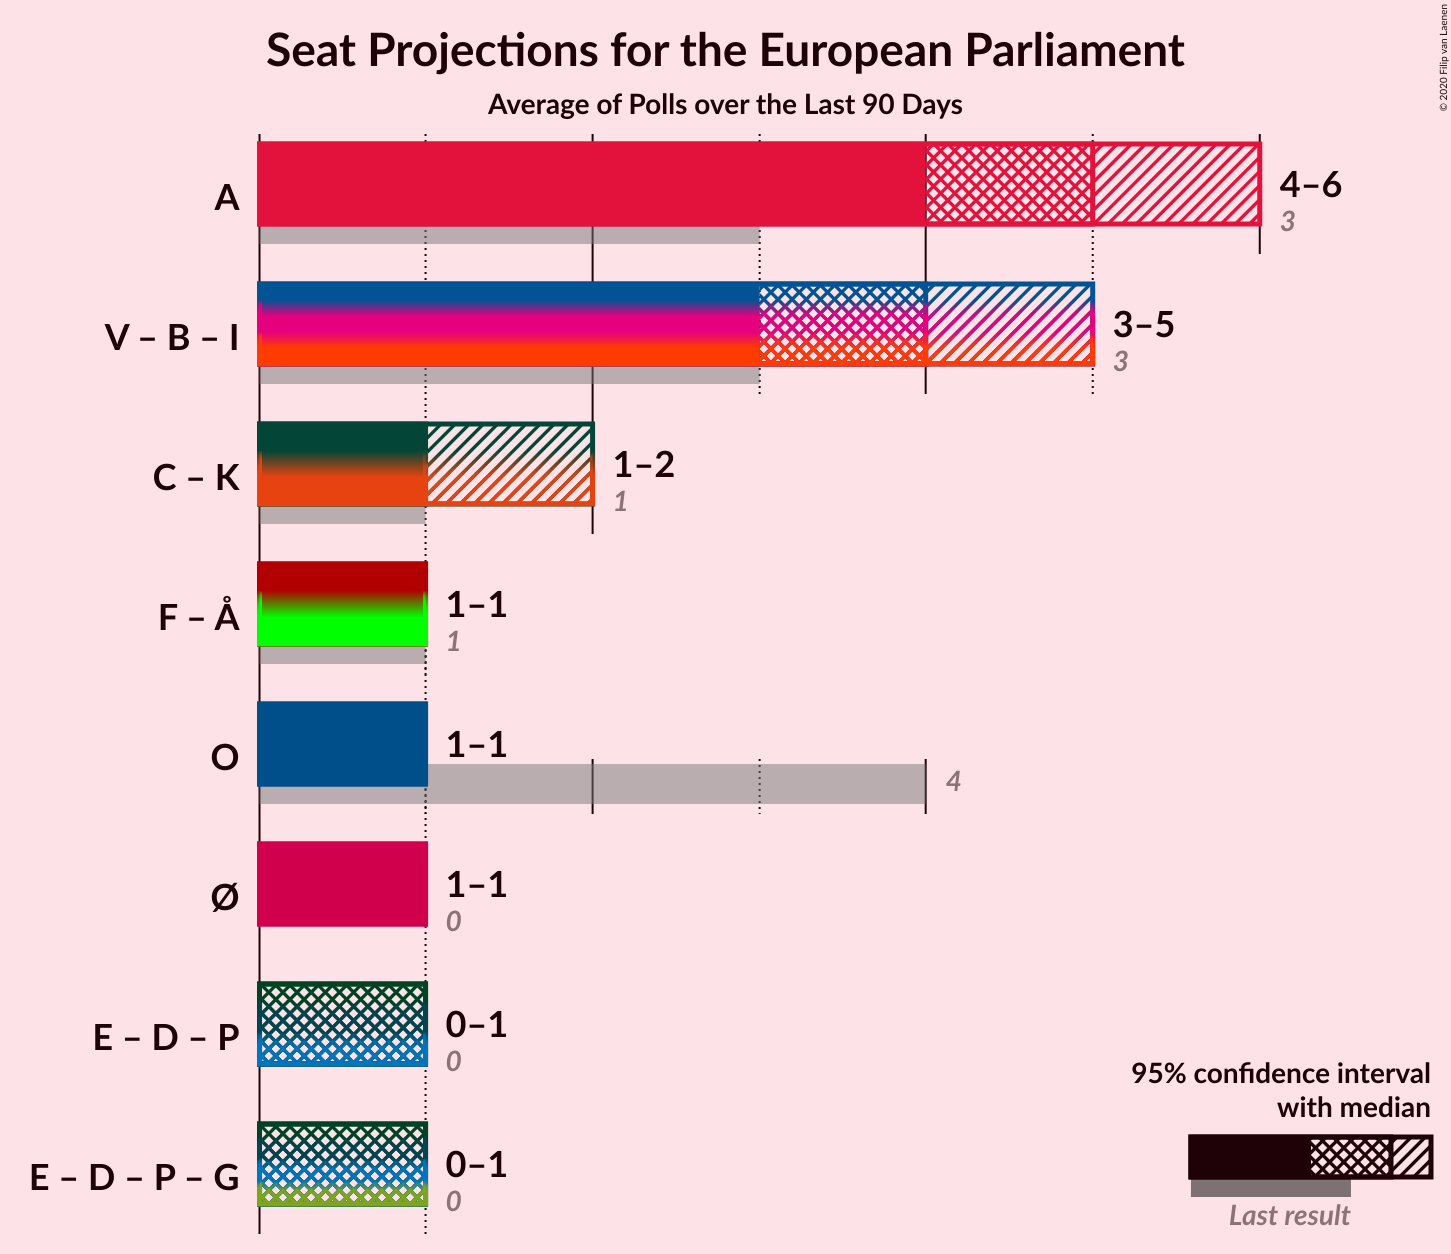 Seat Projections for the European Parliament
Average of Polls over the Last 90 Days
© 2020 Filip van Laenen
A
4–6
3
V – B – I
3–5
3
C – K
1–2
1
F – Å
1–1
1
O
1–1
4
Ø
1–1
0
E – D – P
0–1
0
E – D – P – G
0–1
0
95% confidence interval
with median
Last result